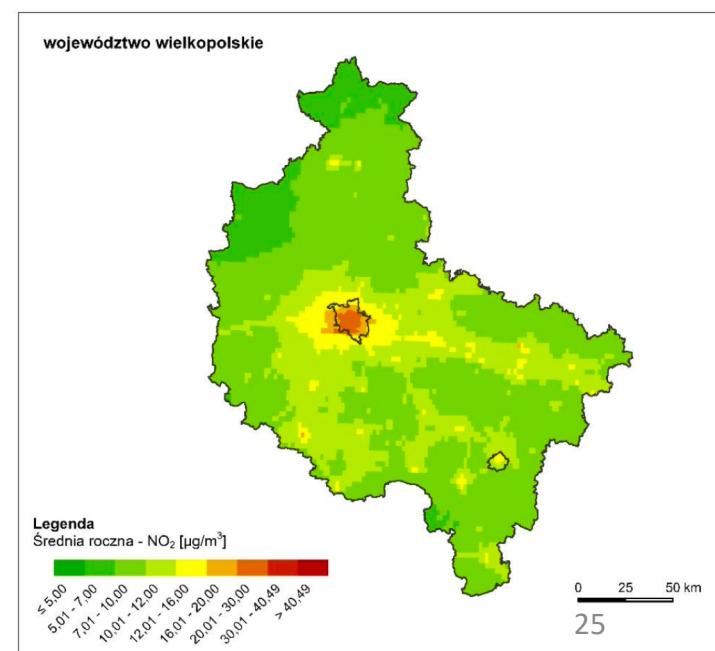 województwo wielkopolskie
Legenda
Średnia roczna - NO₂ [µg/m³]
≤ 5,00
5,01 - 7,00
7,01 - 10,00
10,01 - 12,00
12,01 - 16,00
16,01 - 20,00
20,01 - 30,00
30,01 - 40,49
> 40,49
0 25 50 km
25